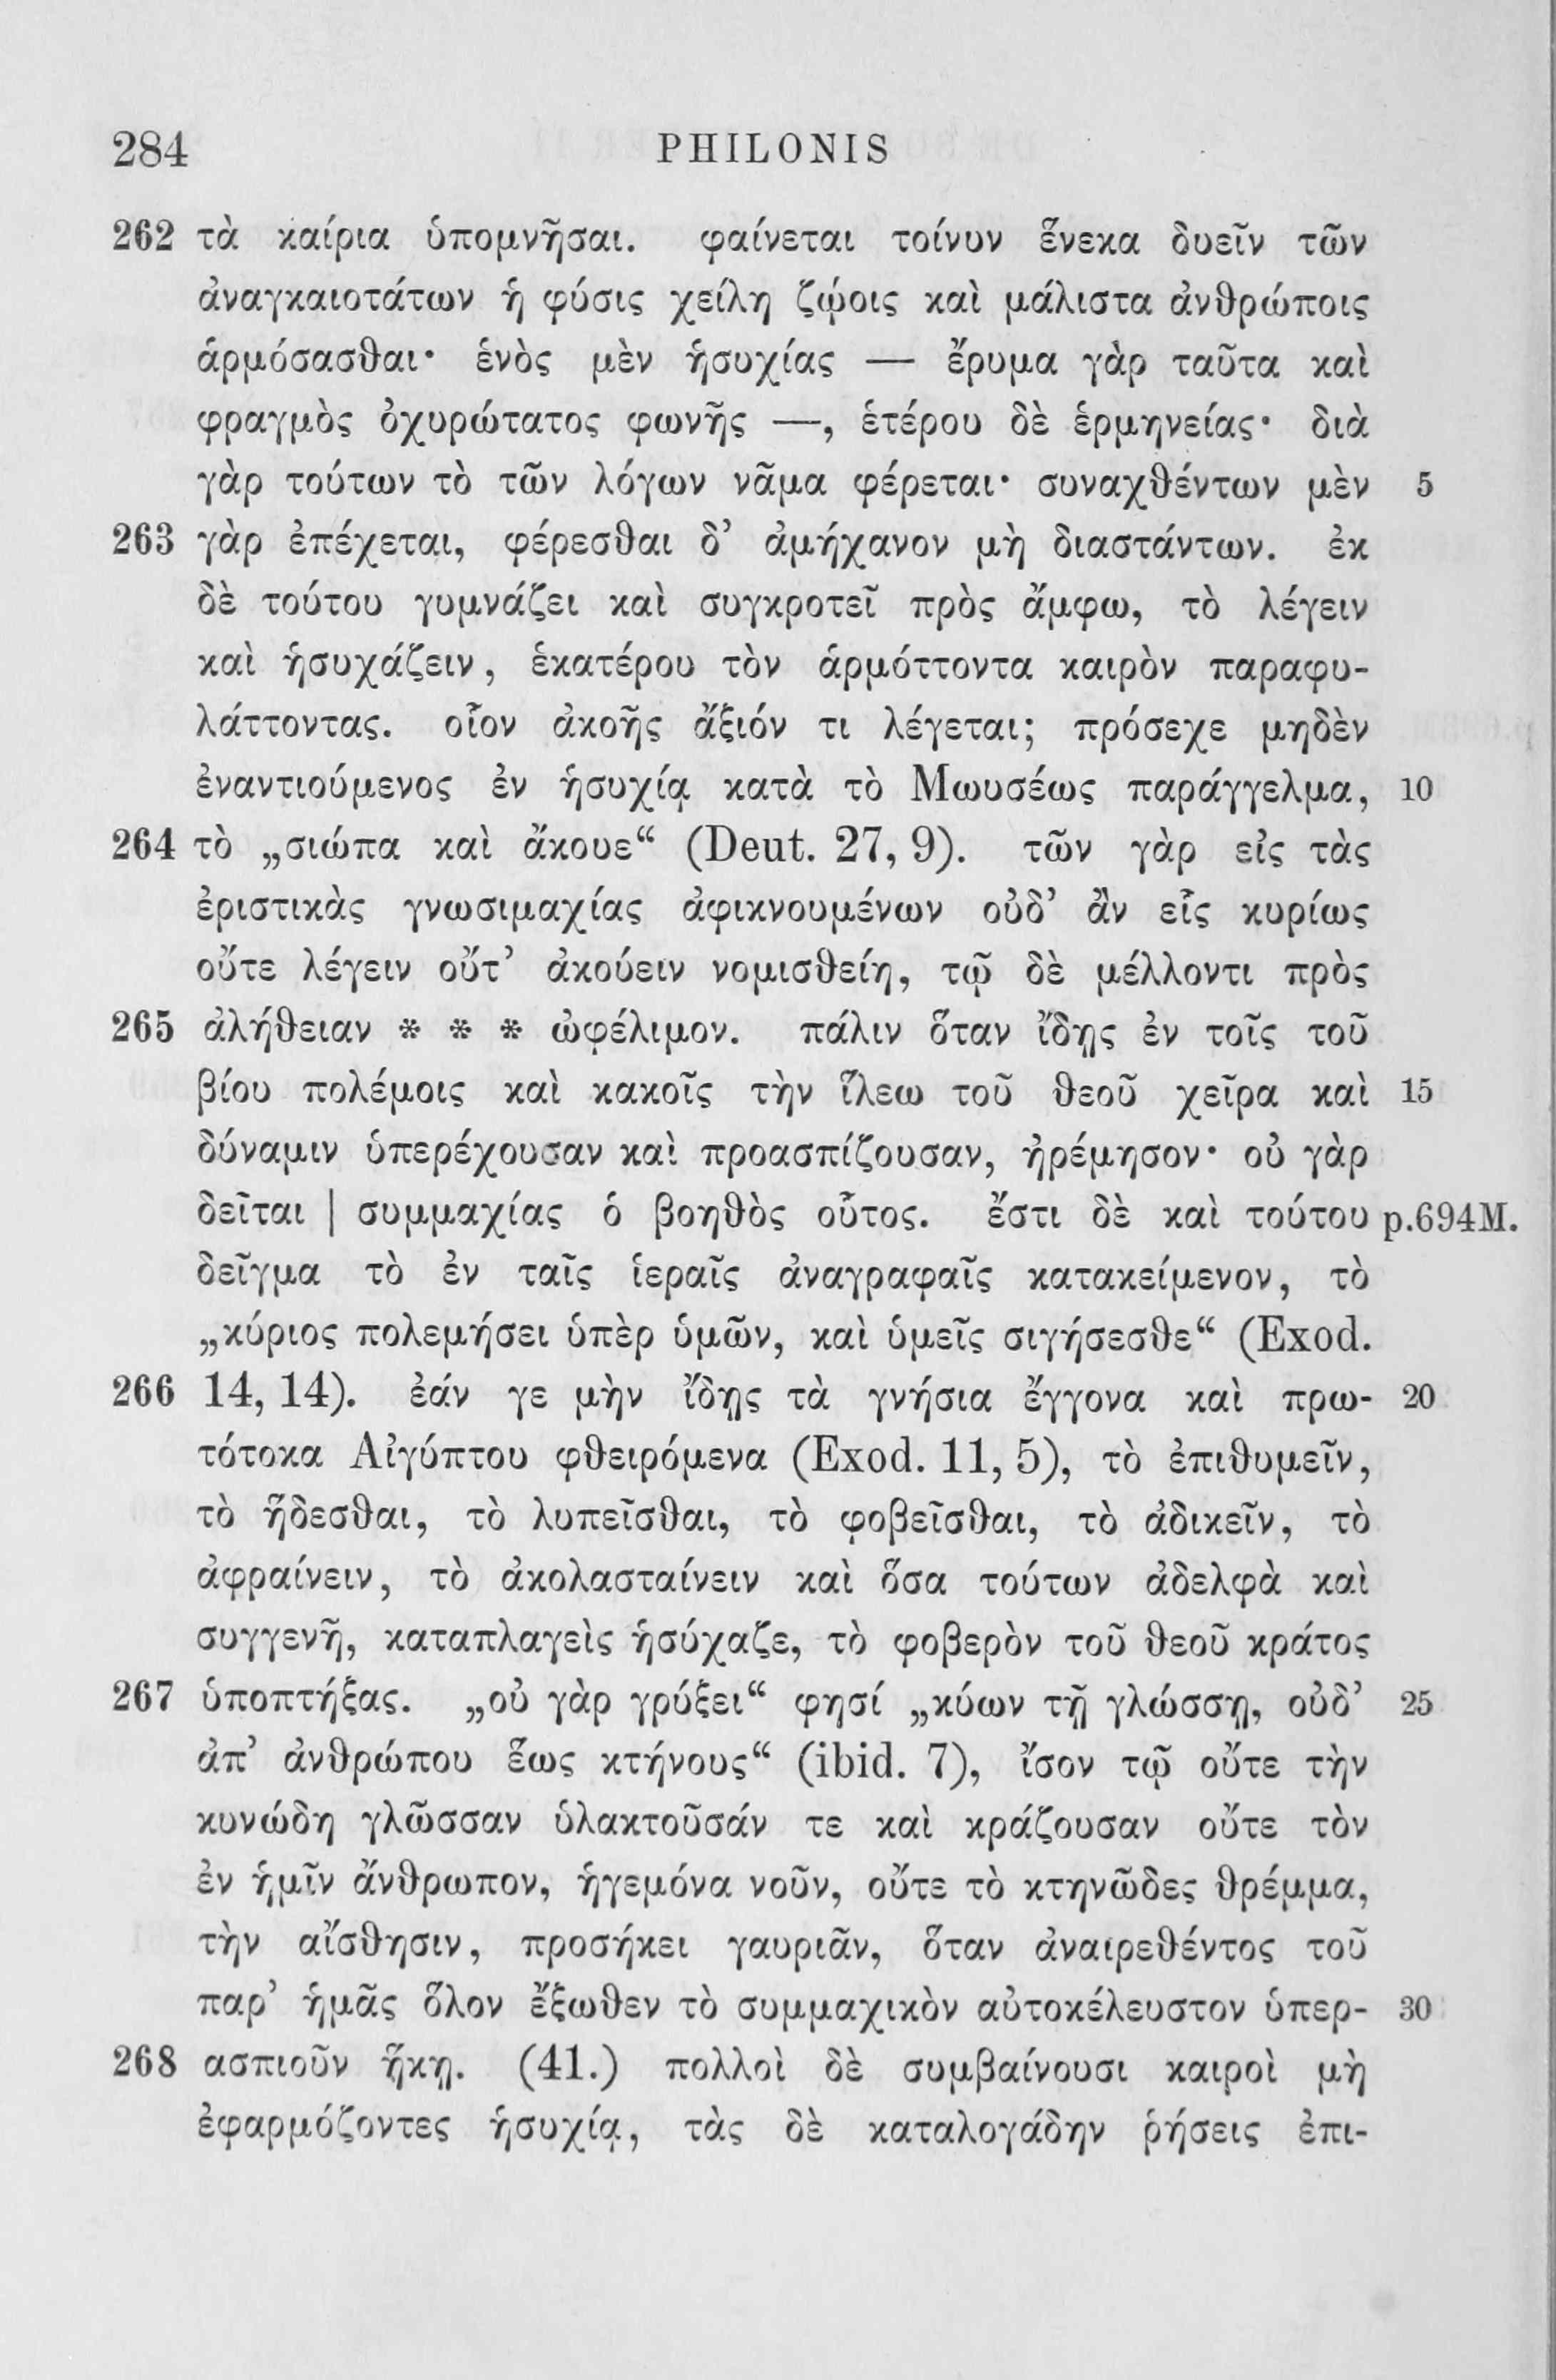 284 PHILONIS
262 τὰ καίρια ὑπομνῆσαι. φαίνεται τοίνυν ἕνεκα δυεῖν τῶν
ἀναγκαιοτάτων ἡ φύσις χείλη ζῴοις καὶ μάλιστα ἀνθρώποις
ἁρμόσασθαι· ἑνὸς μὲν ἡσυχίας — ἔρυμα γὰρ ταῦτα καὶ
φραγμὸς ὀχυρώτατος φωνῆς —, ἑτέρου δὲ ἑρμηνείας· διὰ
γὰρ τούτων τὸ τῶν λόγων νᾶμα φέρεται· συναχθέντων μὲν 5
263 γὰρ ἐπέχεται, φέρεσθαι δ’ ἀμήχανον μὴ διαστάντων. ἐκ
δὲ τούτου γυμνάζει καὶ συγκροτεῖ πρὸς ἄμφω, τὸ λέγειν
καὶ ἡσυχάζειν, ἑκατέρου τὸν ἁρμόττοντα καιρὸν παραφυ-
λάττοντας. οἷον ἀκοῆς ἄξιόν τι λέγεται; πρόσεχε μηδὲν
ἐναντιούμενος ἐν ἡσυχίᾳ κατὰ τὸ Μωυσέως παράγγελμα, 10
264 τὸ „σιώπα καὶ ἄκουε“ (Deut. 27, 9). τῶν γὰρ εἰς τὰς
ἐριστικὰς γνωσιμαχίας ἀφικνουμένων οὐδ’ ἂν εἷς κυρίως
οὔτε λέγειν οὔτ’ ἀκούειν νομισθείη, τῷ δὲ μέλλοντι πρὸς
265 ἀλήθειαν * * * ὠφέλιμον. πάλιν ὅταν ἴδῃς ἐν τοῖς τοῦ
βίου πολέμοις καὶ κακοῖς τὴν ἵλεω τοῦ θεοῦ χεῖρα καὶ 15
δύναμιν ὑπερέχουσαν καὶ προασπίζουσαν, ἠρέμησον· οὐ γὰρ
δεῖται | συμμαχίας ὁ βοηθὸς οὗτος. ἔστι δὲ καὶ τούτου p.694M.
δεῖγμα τὸ ἐν ταῖς ἱεραῖς ἀναγραφαῖς κατακείμενον, τὸ
„κύριος πολεμήσει ὑπὲρ ὑμῶν, καὶ ὑμεῖς σιγήσεσθε“ (Exod.
266 14, 14). ἐάν γε μὴν ἴδῃς τὰ γνήσια ἔγγονα καὶ πρω- 20
τότοκα Αἰγύπτου φθειρόμενα (Exod. 11, 5), τὸ ἐπιθυμεῖν,
τὸ ἥδεσθαι, τὸ λυπεῖσθαι, τὸ φοβεῖσθαι, τὸ ἀδικεῖν, τὸ
ἀφραίνειν, τὸ ἀκολασταίνειν καὶ ὅσα τούτων ἀδελφὰ καὶ
συγγενῆ, καταπλαγεὶς ἡσύχαζε, τὸ φοβερὸν τοῦ θεοῦ κράτος
267 ὑποπτήξας. „οὐ γὰρ γρύξει“ φησί „κύων τῇ γλώσσῃ, οὐδ’ 25
ἀπ’ ἀνθρώπου ἕως κτήνους“ (ibid. 7), ἴσον τῷ οὔτε τὴν
κυνώδη γλῶσσαν ὑλακτοῦσάν τε καὶ κράζουσαν οὔτε τὸν
ἐν ἡμῖν ἄνθρωπον, ἡγεμόνα νοῦν, οὔτε τὸ κτηνῶδες θρέμμα,
τὴν αἴσθησιν, προσήκει γαυριᾶν, ὅταν ἀναιρεθέντος τοῦ
παρ’ ἡμᾶς ὅλον ἔξωθεν τὸ συμμαχικὸν αὐτοκέλευστον ὑπερ- 30
268 ασπιοῦν ἥκῃ. (41.) πολλοὶ δὲ συμβαίνουσι καιροὶ μὴ
ἐφαρμόζοντες ἡσυχίᾳ, τὰς δὲ καταλογάδην ῥήσεις ἐπι-